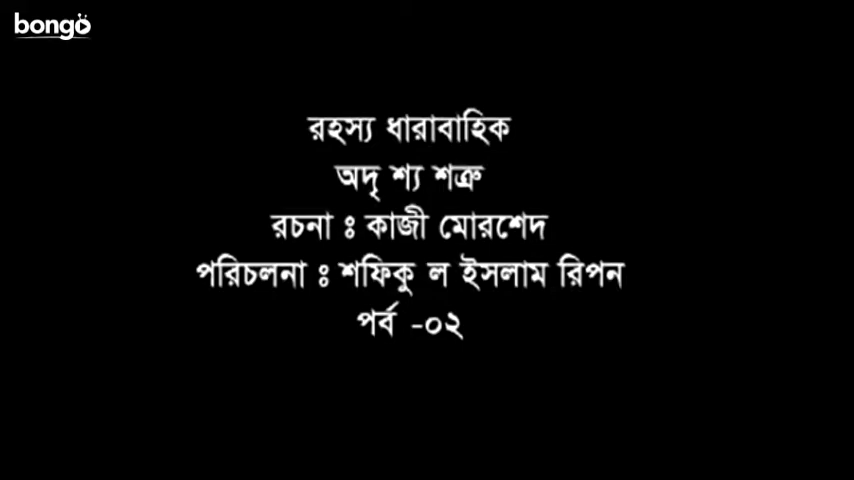 bongo
রহস্য ধারাবাহিক
অদৃ শ্য শত্রু
রচনা ঃ কাজী মোরশেদ
পরিচলনা ঃ শফিকু ল ইসলাম রিপন
পর্ব -০২